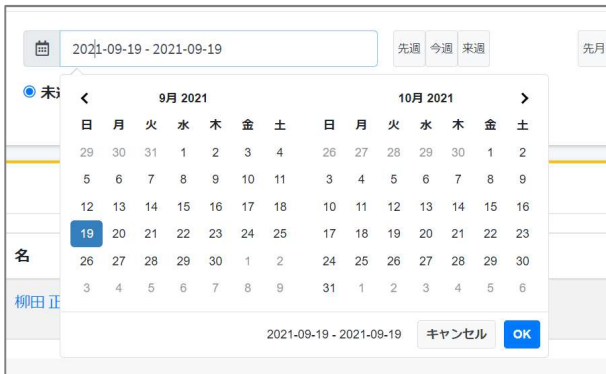 2021-09-19 - 2021-09-19
先週 今週 来週
先月
9月 2021
10月 2021
日 月 火 水 木 金 土
日 月 火 水 木 金 土
29 30 31 1 2 3 4
26 27 28 29 30 1 2
5 6 7 8 9 10 11
3 4 5 6 7 8 9
12 13 14 15 16 17 18
10 11 12 13 14 15 16
19 20 21 22 23 24 25
17 18 19 20 21 22 23
26 27 28 29 30 1 2
24 25 26 27 28 29 30
3 4 5 6 7 8 9
31 1 2 3 4 5 6
名
柳田 正
2021-09-19 - 2021-09-19 キャンセル OK